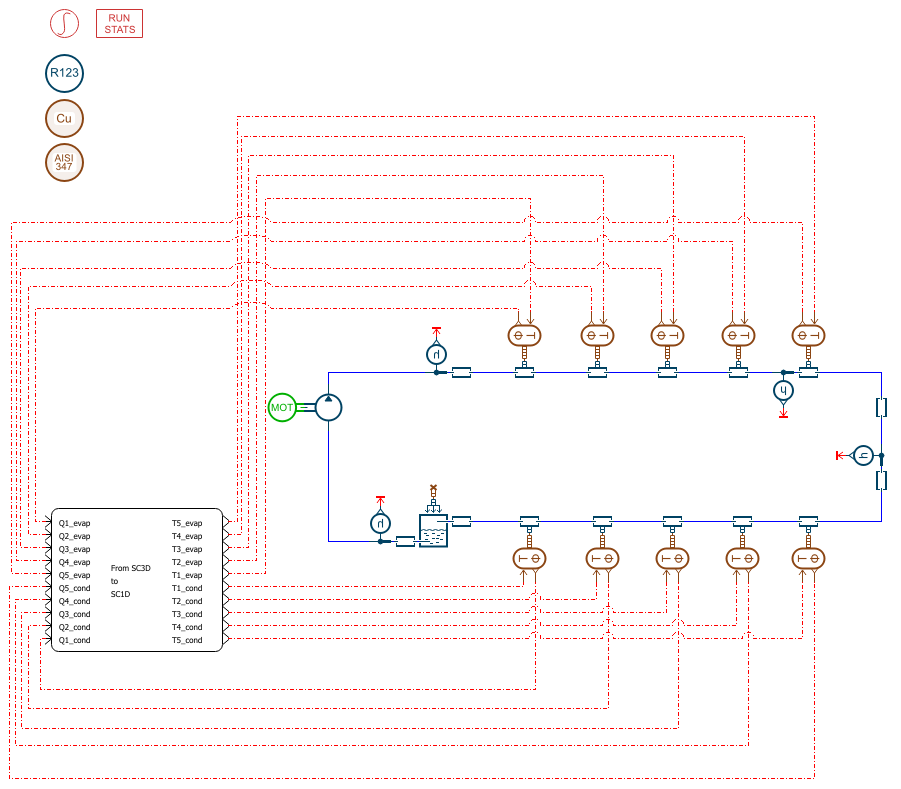 RUN
STATS
R123
Cu
AISI
347
T
Φ
T
Φ
T
Φ
T
Φ
T
Φ
h
h
MOT
Q1_evap
Q2_evap
Q3_evap
Q4_evap
Q5_evap
Q5_cond
Q4_cond
Q3_cond
Q2_cond
Q1_cond
From SC3D
to
SC1D
T5_evap
T4_evap
T3_evap
T2_evap
T1_evap
T1_cond
T2_cond
T3_cond
T4_cond
T5_cond
T
Φ
T
Φ
T
Φ
T
Φ
T
Φ